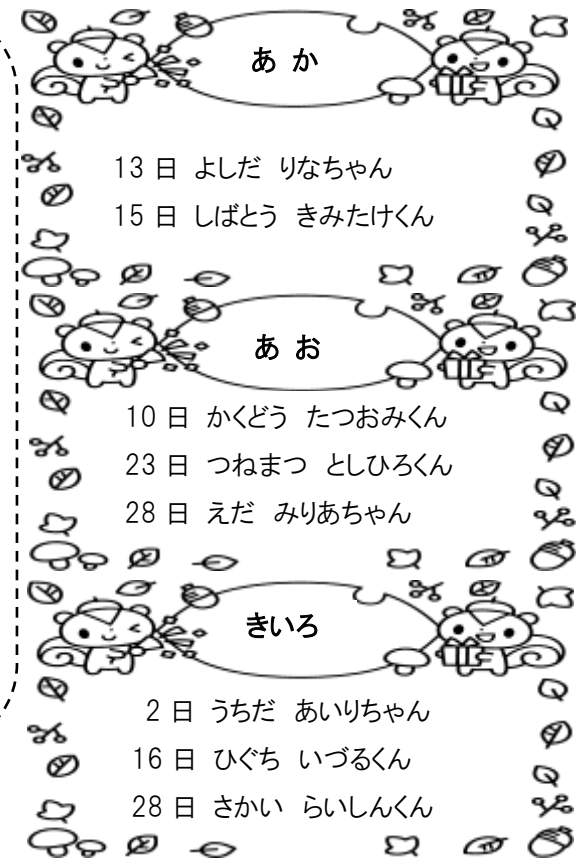 あ か
13 日 よしだ りなちゃん
15 日 しばとう きみたけくん
あ お
10 日 かくどう たつおみくん
23 日 つねまつ としひろくん
28 日 えだ みりあちゃん
きいろ
2 日 うちだ あいりちゃん
16 日 ひぐち いづるくん
28 日 さかい らいしんくん